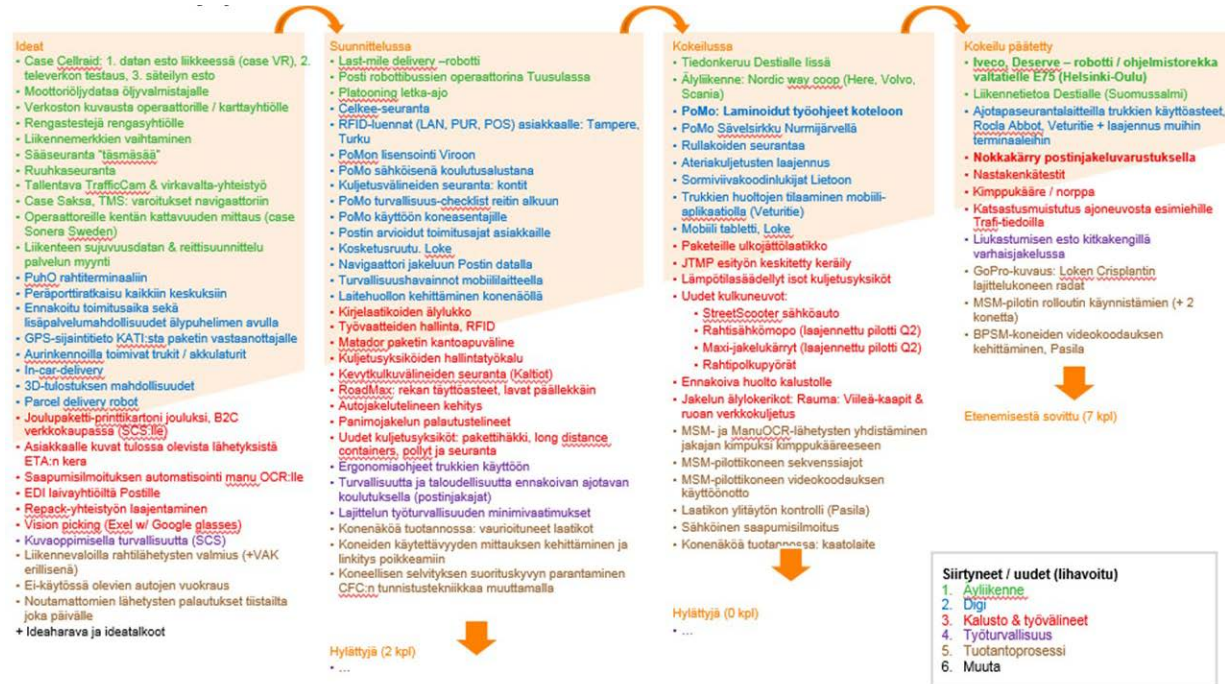 Ideat
• Case Cellraid: 1. datan esto liikkeessä (case VR), 2.
televerkon testaus, 3. säteilyn esto
• Moottoriöljydataa öljyvalmistajalle
• Verkoston kuvausta operaattorille / karttayhtiölle
• Rengastestejä rengasyhtiölle
• Liikennemerkkien vaihtaminen
• Sääseuranta "täsmäsää"
• Ruuhkaseuranta
• Tallentava TrafficCam & virkavalta-yhteistyö
• Case Saksa, TMS: varoitukset navigaattoriin
• Operaattoreille kentän kattavuuden mittaus (case
Sonera Sweden)
• Liikenteen sujuvuusdatan & reittisuunnittelu
palvelun myynti
• PuhO rahtiterminaaliin
• Peräporttiratkaisu kaikkiin keskuksiin
• Ennakoitu toimitusaika sekä
lisäpalvelumahdollisuudet älypuhelimen avulla
• GPS-sijaintitieto KATI:sta paketin vastaanottajalle
• Aurinkennoilla toimivat trukit / akkulaturit
• In-car-delivery
• 3D-tulostuksen mahdollisuudet
• Parcel delivery robot
• Joulupaketti-printtikartoni jouluksi, B2C
verkkokaupassa (SCS:lle)
• Asiakkaalle kuvat tulossa olevista lähetyksistä
ETA:n kera
• Saapumisilmoituksen automatisointi manu OCR:lle
• EDI laivayhtiöiltä Postille
• Repack-yhteistyön laajentaminen
• Vision picking (Exel w/ Google glasses)
• Kuvaoppimisella turvallisuutta (SCS)
• Liikennevaloilla rahtilähetysten valmius (+VAK
erillisenä)
• Ei-käytössä olevien autojen vuokraus
• Noutamattomien lähetysten palautukset tiistailta
joka päivälle
+ Ideaharava ja ideatalkoot
Suunnittelussa
• Last-mile delivery –robotti
• Posti robottibussien operaattorina Tuusulassa
• Platooning letka-ajo
• Celkee-seuranta
• RFID-luennat (LAN, PUR, POS) asiakkaalle: Tampere,
Turku
• PoMon lisensointi Viroon
• PoMo sähköisenä koulutusalustana
• Kuljetusvälineiden seuranta: kontit
• PoMo turvallisuus-checklist reitin alkuun
• PoMo käyttöön koneasentajille
• Postin arvioidut toimitusajat asiakkaille
• Kosketusruutu. Loke
• Navigaattori jakeluun Postin datalla
• Turvallisuushavainnot mobiililaitteella
• Laitehuollon kehittäminen konenäöllä
• Kirjelaatikoiden älylukko
• Työvaatteiden hallinta, RFID
• Matador paketin kantoapuväline
• Kuljetusyksiköiden hallintatyökalu
• Kevytkulkuvälineiden seuranta (Kaltiot)
• RoadMax: rekan täyttöasteet, lavat päällekkäin
• Autojakelutelineen kehitys
• Panimojakelun palautustelineet
• Uudet kuljetusyksiköt: pakettihäkki, long distance
containers, pollyt ja seuranta
• Ergonomiaohjeet trukkien käyttöön
• Turvallisuutta ja taloudellisuutta ennakoivan ajotavan
koulutuksella (postinjakajat)
• Lajittelun työturvallisuuden minimivaatimukset
• Konenäköä tuotannossa: vaurioituneet laatikot
• Koneiden käytettävyyden mittauksen kehittäminen ja
linkitys poikkeamiin
• Koneellisen selvityksen suorituskyvyn parantaminen
CFC:n tunnistustekniikkaa muuttamalla
Hylättyjä (2 kpl)
• ...
Kokeilussa
• Tiedonkeruu Destialle Iissä
• Älyliikenne: Nordic way coop (Here, Volvo,
Scania)
• PoMo: Laminoidut työohjeet koteloon
• PoMo Sävelsirkku Nurmijärvellä
• Rullakoiden seurantaa
• Ateriakuljetusten laajennus
• Sormiviivakoodinlukijat Lietoon
• Trukkien huoltojen tilaaminen mobiili-
aplikaatiolla (Veturitie)
• Mobiili tabletti, Loke
• Paketeille ulkojättölaatikko
• JTMP esityön keskitetty keräily
• Lämpötilasäädellyt isot kuljetusyksiköt
• Uudet kulkuneuvot:
• StreetScooter sähköauto
• Rahtisähkömopo (laajennettu pilotti Q2)
• Maxi-jakelukärryt (laajennettu pilotti Q2)
• Rahtipolkupyörät
• Ennakoiva huolto kalustolle
• Jakelun älylokerikot: Rauma: Viileä-kaapit &
ruoan verkkokuljetus
• MSM- ja ManuOCR-lähetysten yhdistäminen
jakajan kimpuksi kimppukääreeseen
• MSM-pilottikoneen sekvenssiajot
• MSM-pilottikoneen videokoodauksen
käyttöönotto
• Laatikon ylitäytön kontrolli (Pasila)
• Sähköinen saapumisilmoitus
• Konenäköä tuotannossa: kaatolaite
Hylättyjä (0 kpl)
• ...
Kokeilu päätetty
• Iveco, Deserve – robotti / ohjelmistorekka
valtatielle E75 (Helsinki-Oulu)
• Liikennetietoa Destialle (Suomussalmi)
• Ajotapaseurantalaitteilla trukkien käyttöasteet,
Rocla Abbot, Veturitie + laajennus muihin
terminaaleihin
• Nokkakärry postinjakeluvarustuksella
• Nastakenkätestit
• Kimppukääre / norppa
• Katsastusmuistutus ajoneuvosta esimiehille
Trafi-tiedoilla
• Liukastumisen esto kitkakengillä
varhaisjakelussa
• GoPro-kuvaus: Loken Crisplantin
lajittelukoneen radat
• MSM-pilotin rolloutin käynnistämien (+ 2
konetta)
• BPSM-koneiden videokoodauksen
kehittäminen, Pasila
Etenemisestä sovittu (7 kpl)
Siirtyneet / uudet (lihavoitu)
1. Äyliikenne
2. Digi
3. Kalusto & työvälineet
4. Työturvallisuus
5. Tuotantoprosessi
6. Muuta